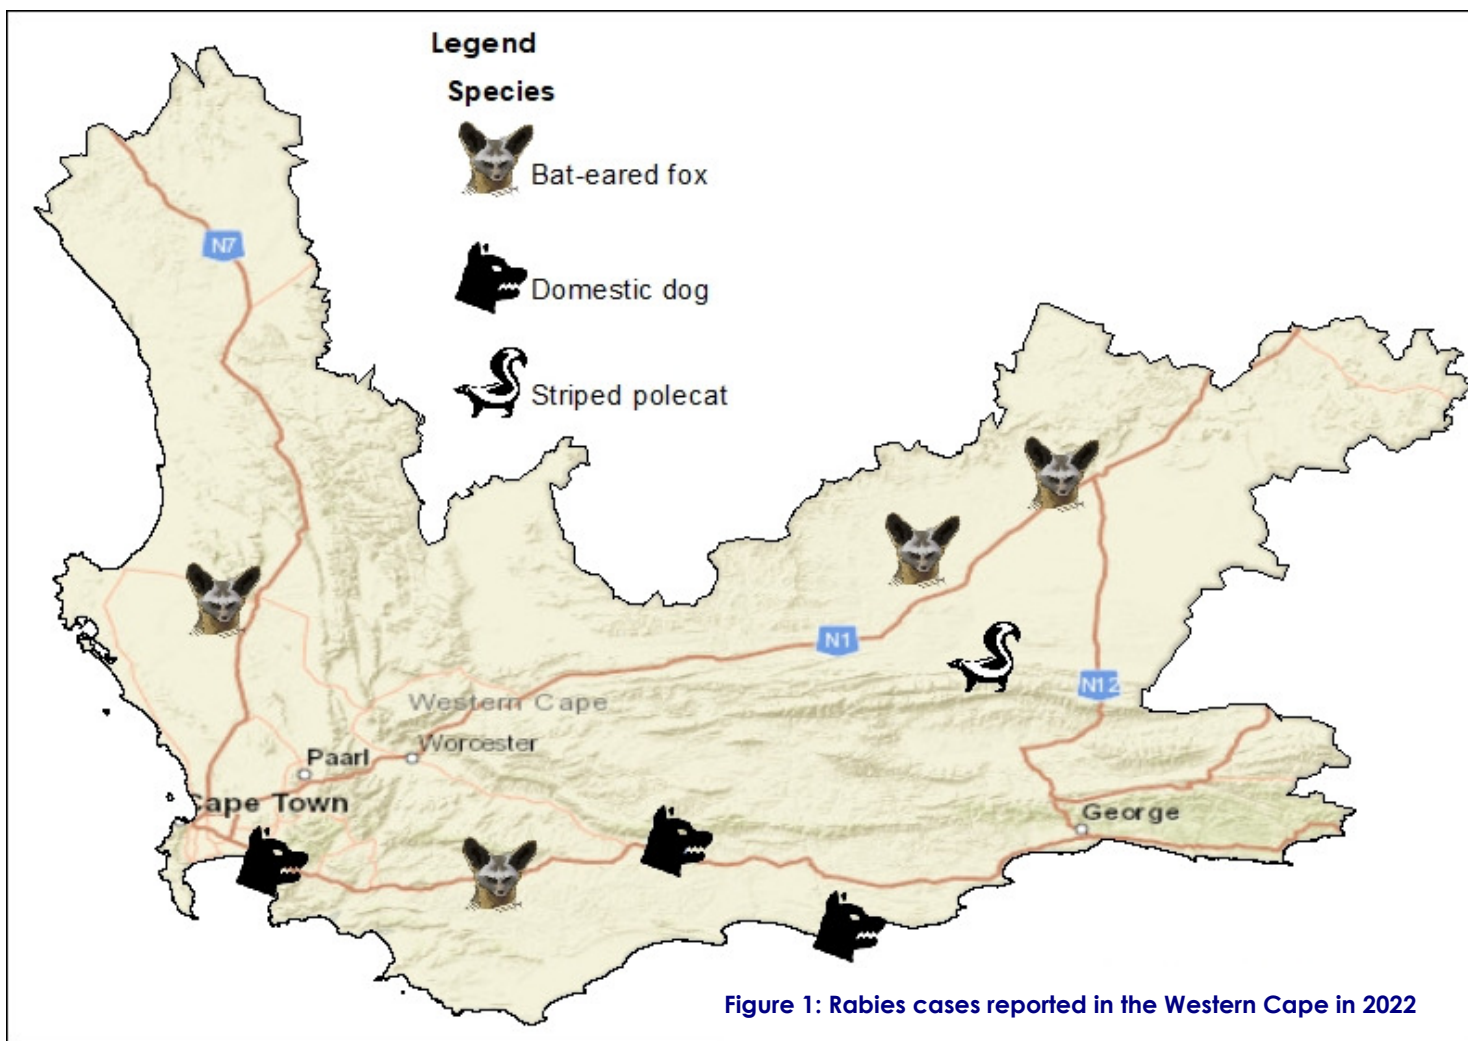 Legend
Species
Bat-eared fox
Domestic dog
Striped polecat
N7
N1
N12
Western Cape
Worcester
Paarl
Cape Town
George
Figure 1: Rabies cases reported in the Western Cape in 2022